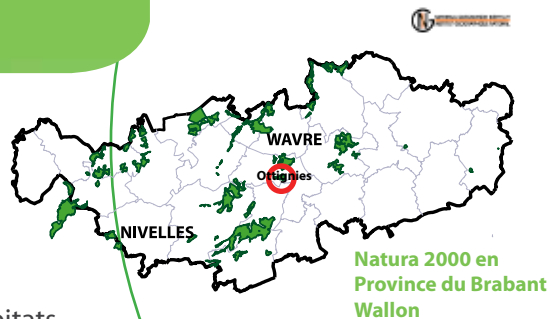 WAVRE
Ottignies
NIVELLES
Natura 2000 en
Province du Brabant
Wallon